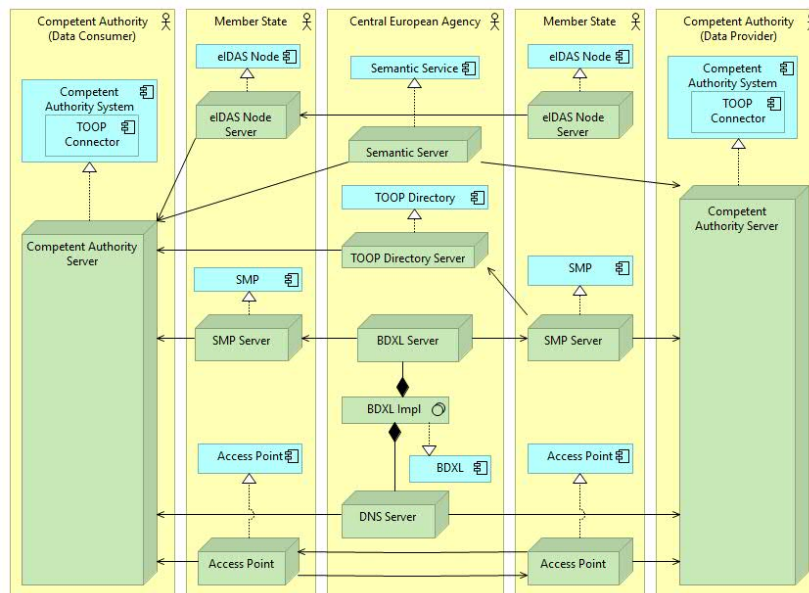 Competent Authority
(Data Consumer)
Member State
Central European Agency
Member State
Competent Authority
(Data Provider)
eIDAS Node
Semantic Service
eIDAS Node
Competent
Authority System
TOOP
Connector
Competent
Authority System
TOOP
Connector
eIDAS Node
Server
eIDAS Node
Server
Semantic Server
TOOP Directory
Competent Authority
Server
Competent
Authority Server
TOOP Directory Server
SMP
SMP
SMP Server
BDXL Server
SMP Server
BDXL Impl
Access Point
BDXL
Access Point
DNS Server
Access Point
Access Point